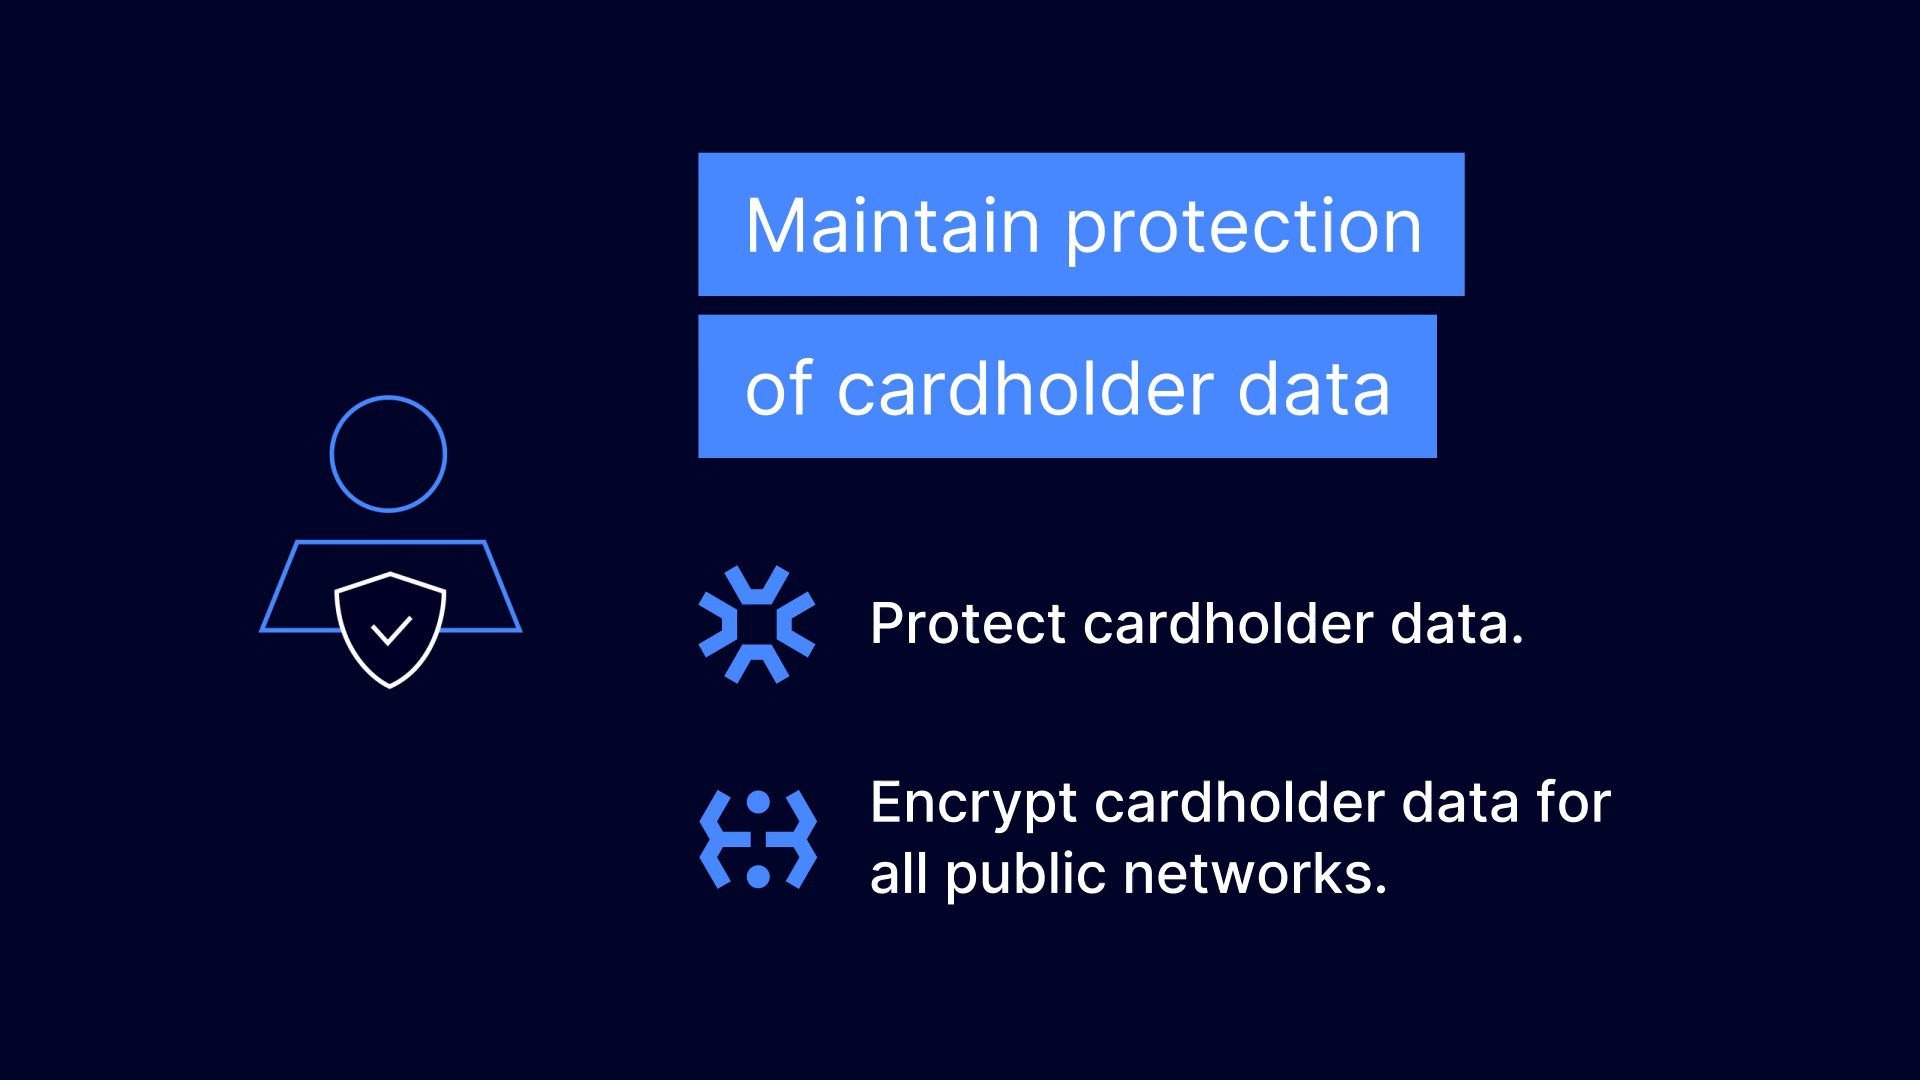 Maintain protection
of cardholder data
Protect cardholder data.
Encrypt cardholder data for
all public networks.